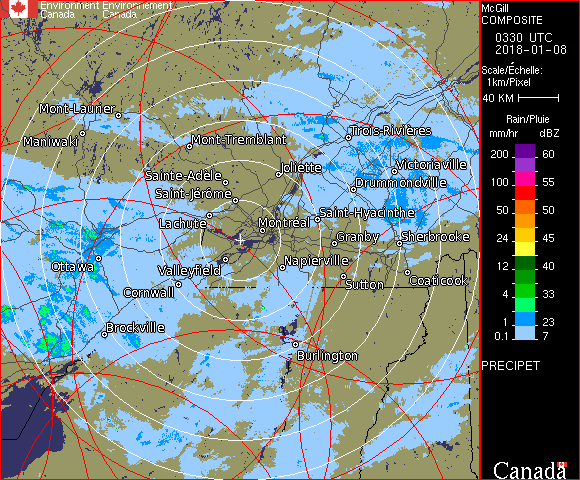 Environment Environnement
Canada Canada
McGill
COMPOSITE
0330 UTC
2018-01-08
Scale/Échelle:
1km/Pixel
40 KM
Rain/Pluie
mm/hr dBZ
200 60
100 55
50 50
24 45
12 40
4 35
1 23
0.1 7
PRECIPET
Mont-Laurier
Maniwaki
Mont-Tremblant
Trois-Rivières
Sainte-Adèle
Joliette
Victoriaville
Saint-Jérôme
Drummondville
Lachute
Montréal
Saint-Hyacinthe
Granby
Sherbrooke
Ottawa
Valleyfield
Napierville
Cornwall
Sutton
Coaticook
Brockville
Burlington
Canada